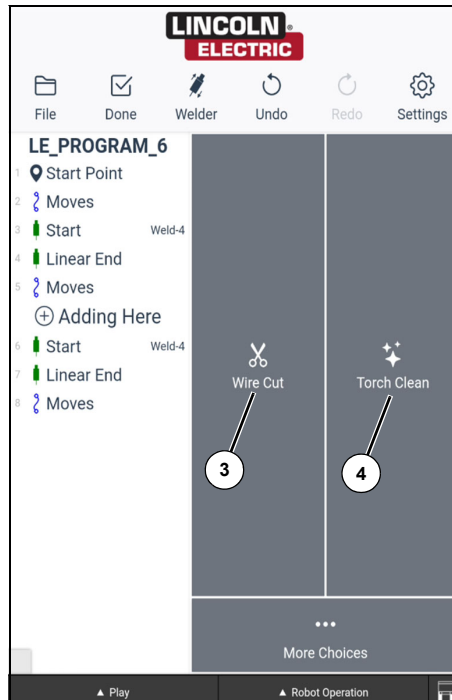 LINCOLN
ELECTRIC
File Done Welder Undo Redo Settings
LE_PROGRAM_6
1 Start Point
2 Moves
3 Start Weld-4
4 Linear End
5 Moves
Adding Here
6 Start Weld-4
7 Linear End
8 Moves
Wire Cut
Torch Clean
3
4
More Choices
▲ Play ▲ Robot Operation